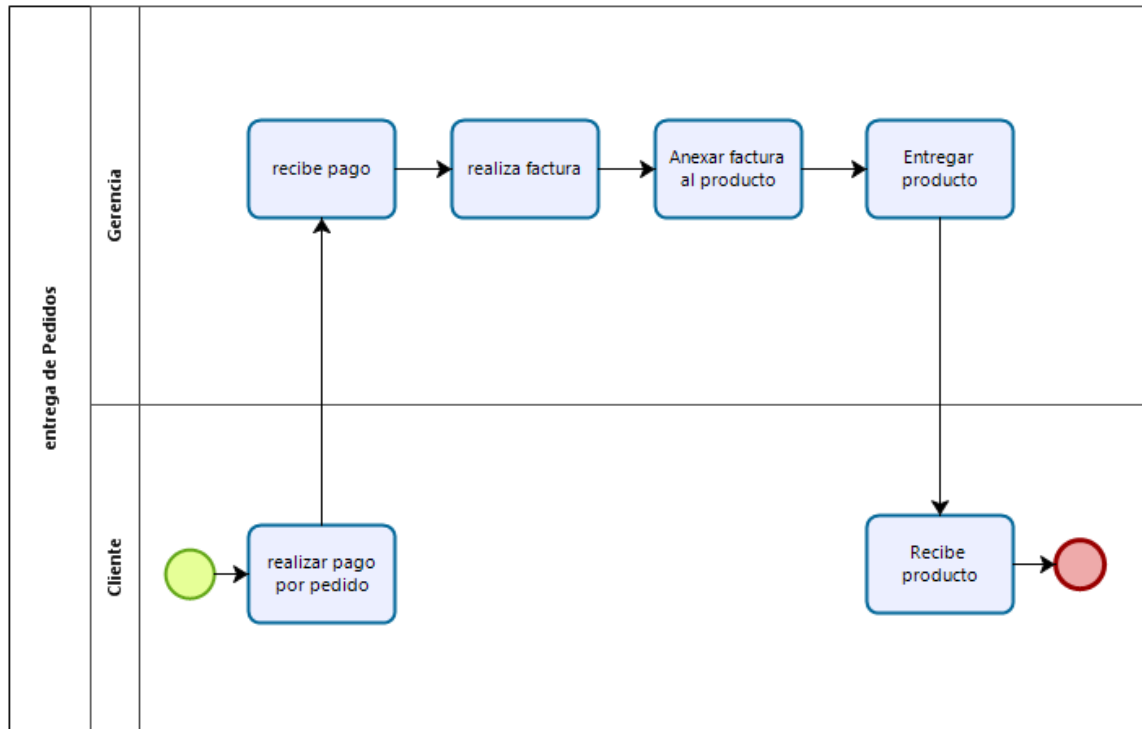 entrega de Pedidos
Gerencia
recibe pago
realiza factura
Anexar factura
al producto
Entregar
producto
Cliente
realizar pago
por pedido
Recibe
producto